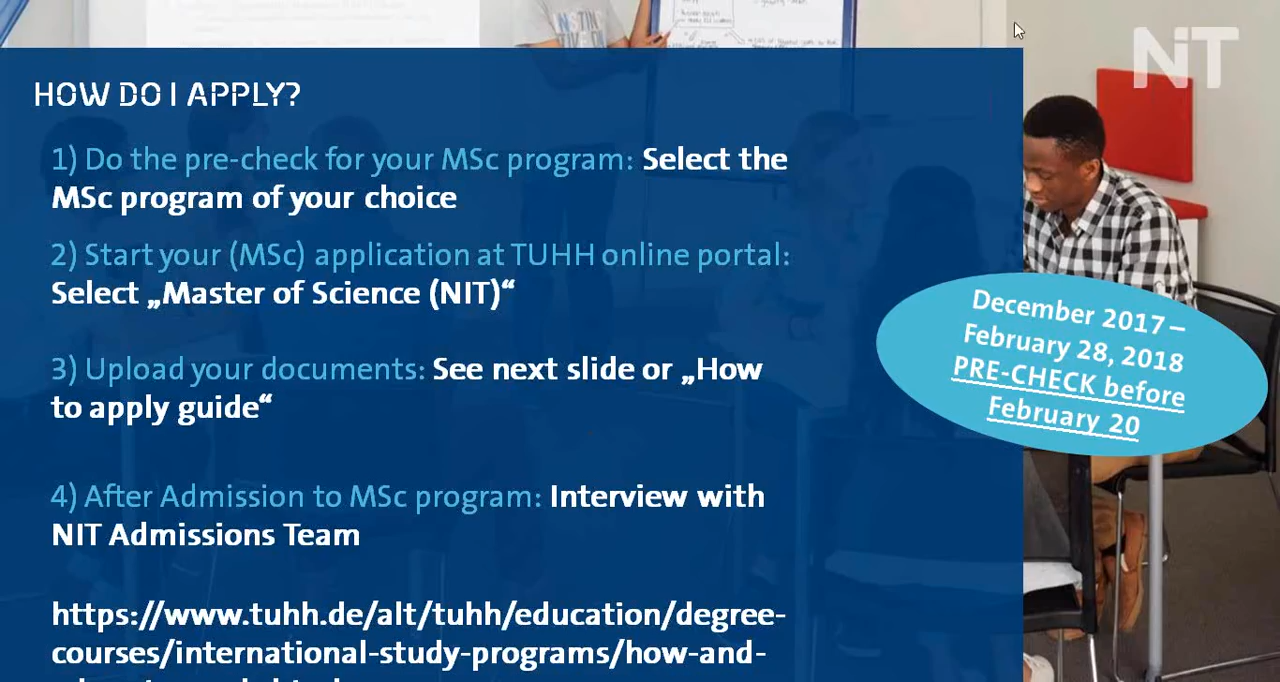 NiT
HOW DO I APPLY?
1) Do the pre-check for your MSc program: Select the
MSc program of your choice
2) Start your (MSc) application at TUHH online portal:
Select „Master of Science (NIT)“
3) Upload your documents: See next slide or „How
to apply guide“
4) After Admission to MSc program: Interview with
NIT Admissions Team
https://www.tuhh.de/alt/tuhh/education/degree-
courses/international-study-programs/how-and-
December 2017 –
February 28, 2018
PRE-CHECK before
February 20